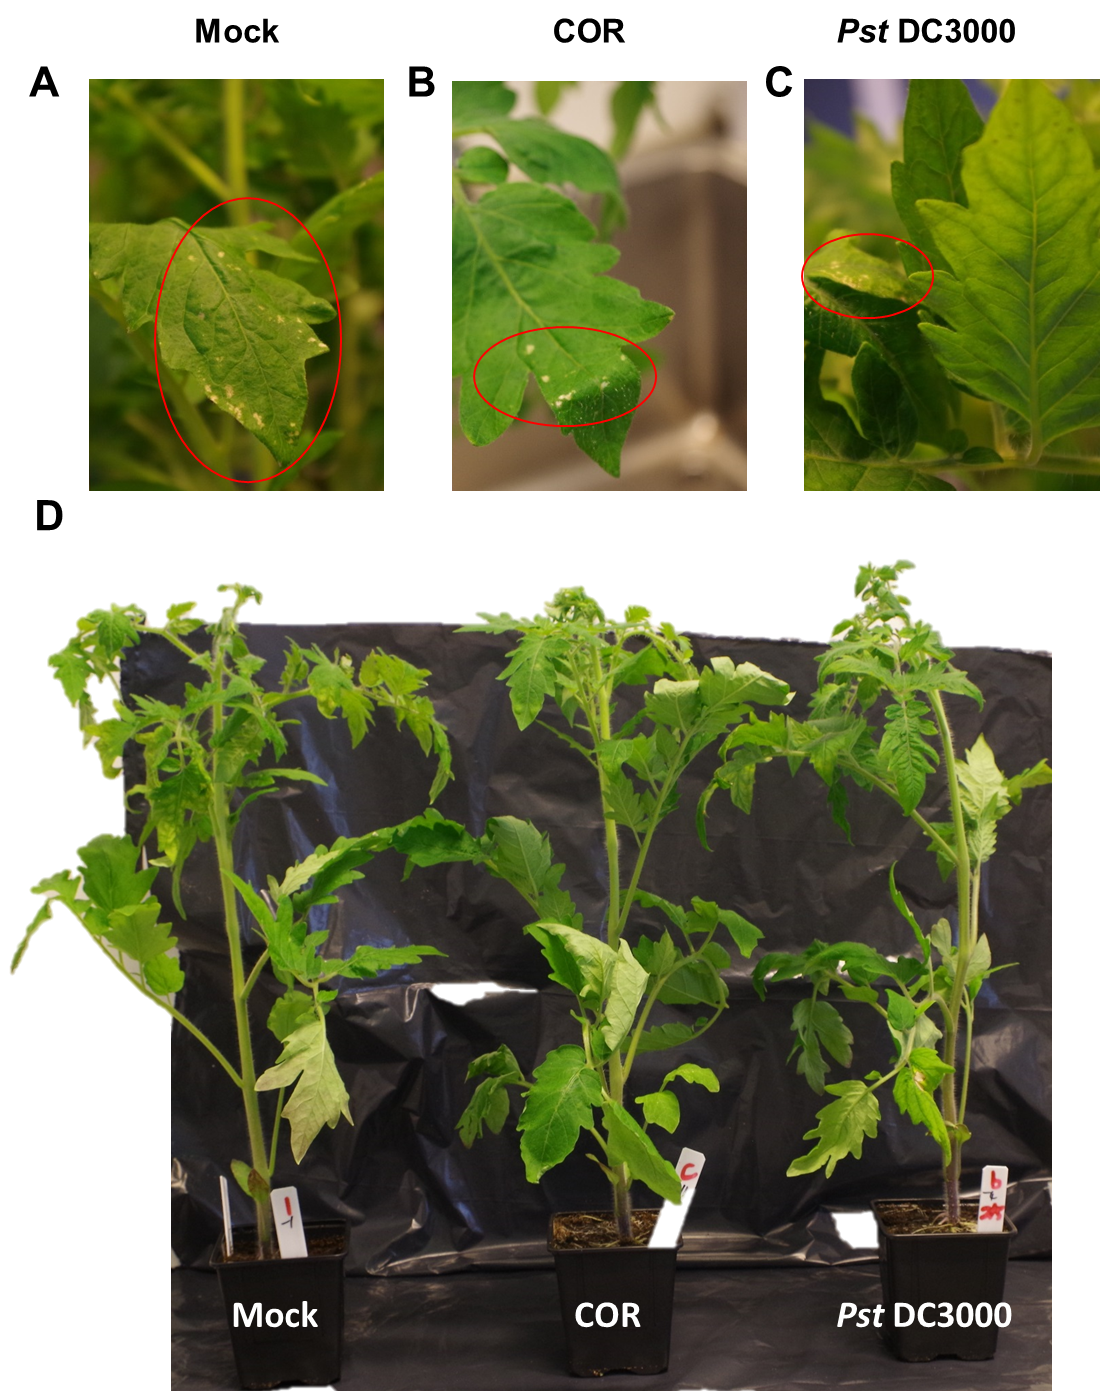 Mock COR Pst DC3000
A B C
D
C
b
Mock COR Pst DC3000